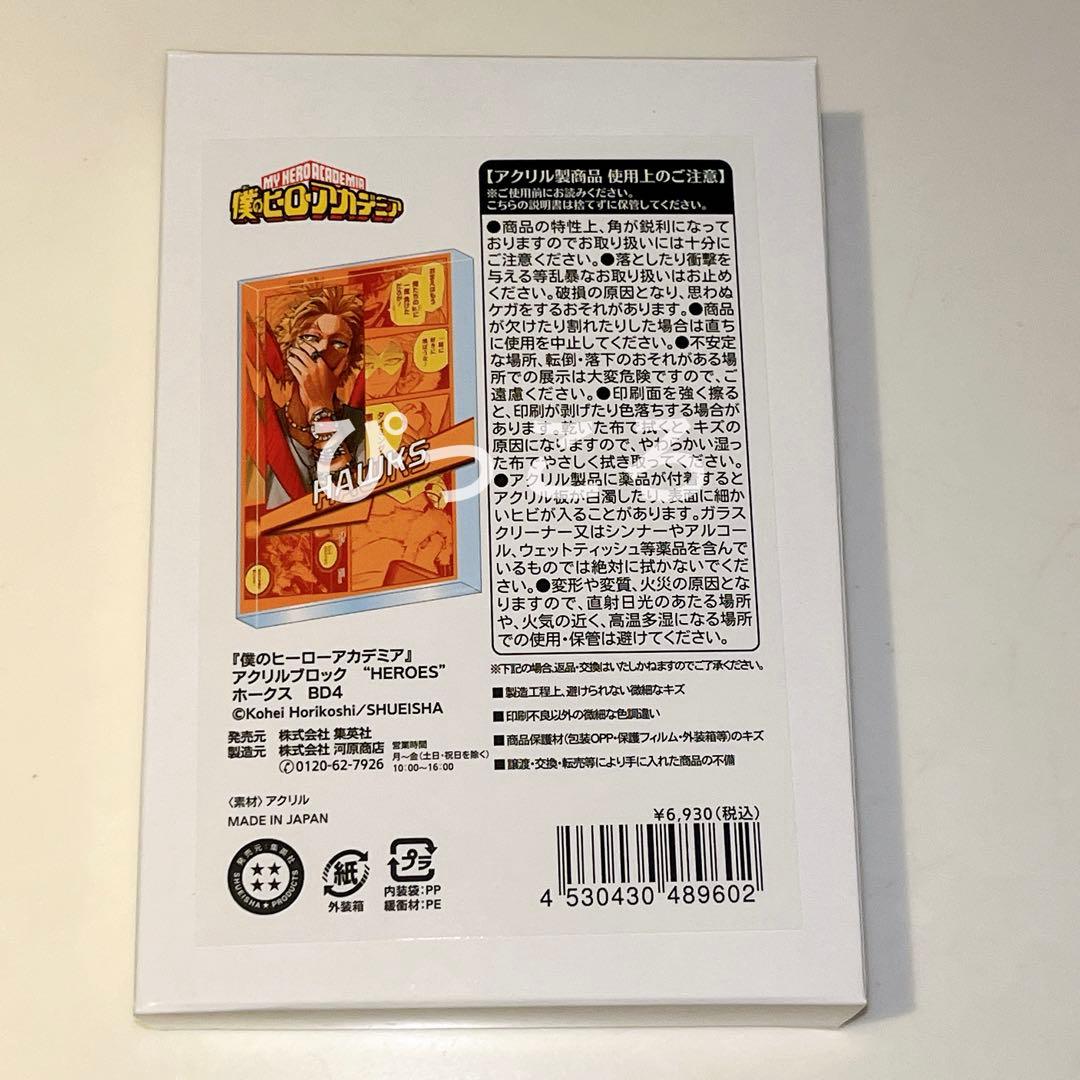 MY HERO ACADEMIA
僕のヒーローアカデミア
HAWKS
【アクリル製商品 使用上のご注意】
※ご使用前にお読みください。
こちらの説明書は捨てずに保管してください。
●商品の特性上、角が鋭利になって
おりますのでお取り扱いには十分に
ご注意ください。●落としたり衝撃を
与える等乱暴なお取り扱いはお止め
ください。破損の原因となり、思わぬ
ケガをするおそれがあります。●商品
が欠けたり割れたりした場合は直ち
に使用を中止してください。●不安定
な場所、転倒・落下のおそれがある場
所での展示は大変危険ですので、ご
遠慮ください。●印刷面を強く擦る
と、印刷が剥げたり色落ちする場合が
あります。乾いた布で拭くと、キズの
原因になりますので、やわらかい湿っ
た布でやさしく拭き取ってください。
●アクリル製品に薬品が付着すると
アクリル板が白濁したり、表面に細か
いヒビが入ることがあります。ガラス
クリーナー又はシンナーやアルコー
ル、ウェットティッシュ等薬品を含んで
いるものでは絶対に拭かないでくだ
さい。●変形や変質、火災の原因とな
りますので、直射日光のあたる場所
や、火気の近く、高温多湿になる場所
での使用・保管は避けてください。
※下記の場合、返品・交換はいたしかねますのでご了承ください。
■製造工程上、避けられない微細なキズ
■印刷不良以外の微細な色調違い
■商品保護材(包装OPP・保護フィルム・外装箱等)のキズ
■譲渡・交換・転売等により手に入れた商品の不備
『僕のヒーローアカデミア』
アクリルブロック “HEROES”
ホークス BD4
©Kohei Horikoshi/SHUEISHA
発売元 株式会社 集英社
製造元 株式会社 河原商店
0120-62-7926
営業時間
月〜金(土日・祝日を除く)
10:00〜16:00
〈素材〉アクリル
MADE IN JAPAN
発売元：集英社
SHUEISHA★PRODUCTS
紙
外装箱
プラ
内装袋：PP
緩衝材：PE
¥6,930(税込)
4 530430 489602